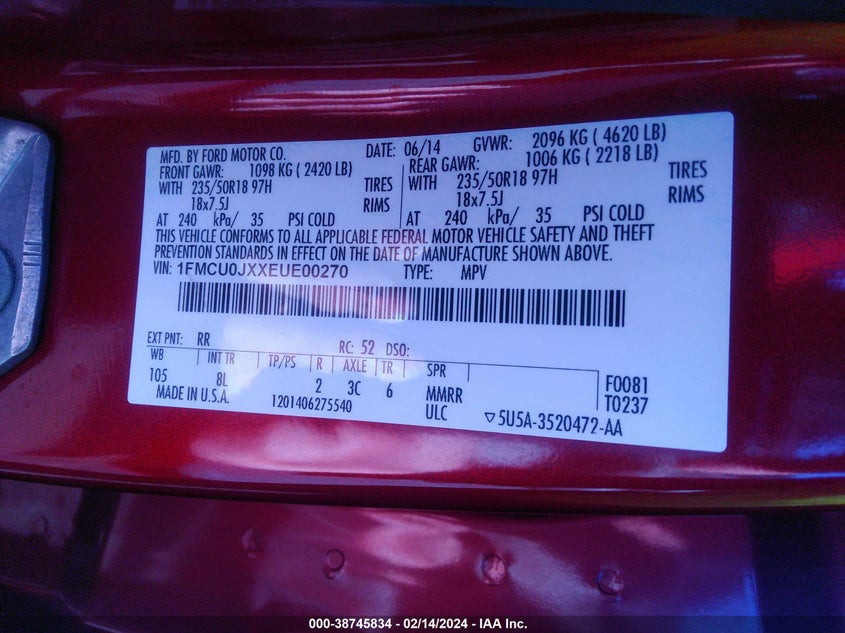 MFD. BY FORD MOTOR CO. DATE: 06/14 GVWR: 2096 KG ( 4620 LB)
FRONT GAWR: 1098 KG ( 2420 LB) REAR GAWR: 1006 KG ( 2218 LB)
WITH 235/50R18 97H TIRES WITH 235/50R18 97H TIRES
18x7.5J RIMS 18x7.5J RIMS
AT 240 kPa/ 35 PSI COLD AT 240 kPa/ 35 PSI COLD
THIS VEHICLE CONFORMS TO ALL APPLICABLE FEDERAL MOTOR VEHICLE SAFETY AND THEFT
PREVENTION STANDARDS IN EFFECT ON THE DATE OF MANUFACTURE SHOWN ABOVE.
VIN: 1FMCU0JXXEUE00270 TYPE: MPV
EXT PNT: RR RC: 52 DSO:
WB INT TR TP/PS R AXLE TR SPR
105 8L 2 3C 6 MMRR F0081
MADE IN U.S.A. 1201406275540 ULC T0237
▽5U5A-3520472-AA
000-38745834 - 02/14/2024 - IAA Inc.